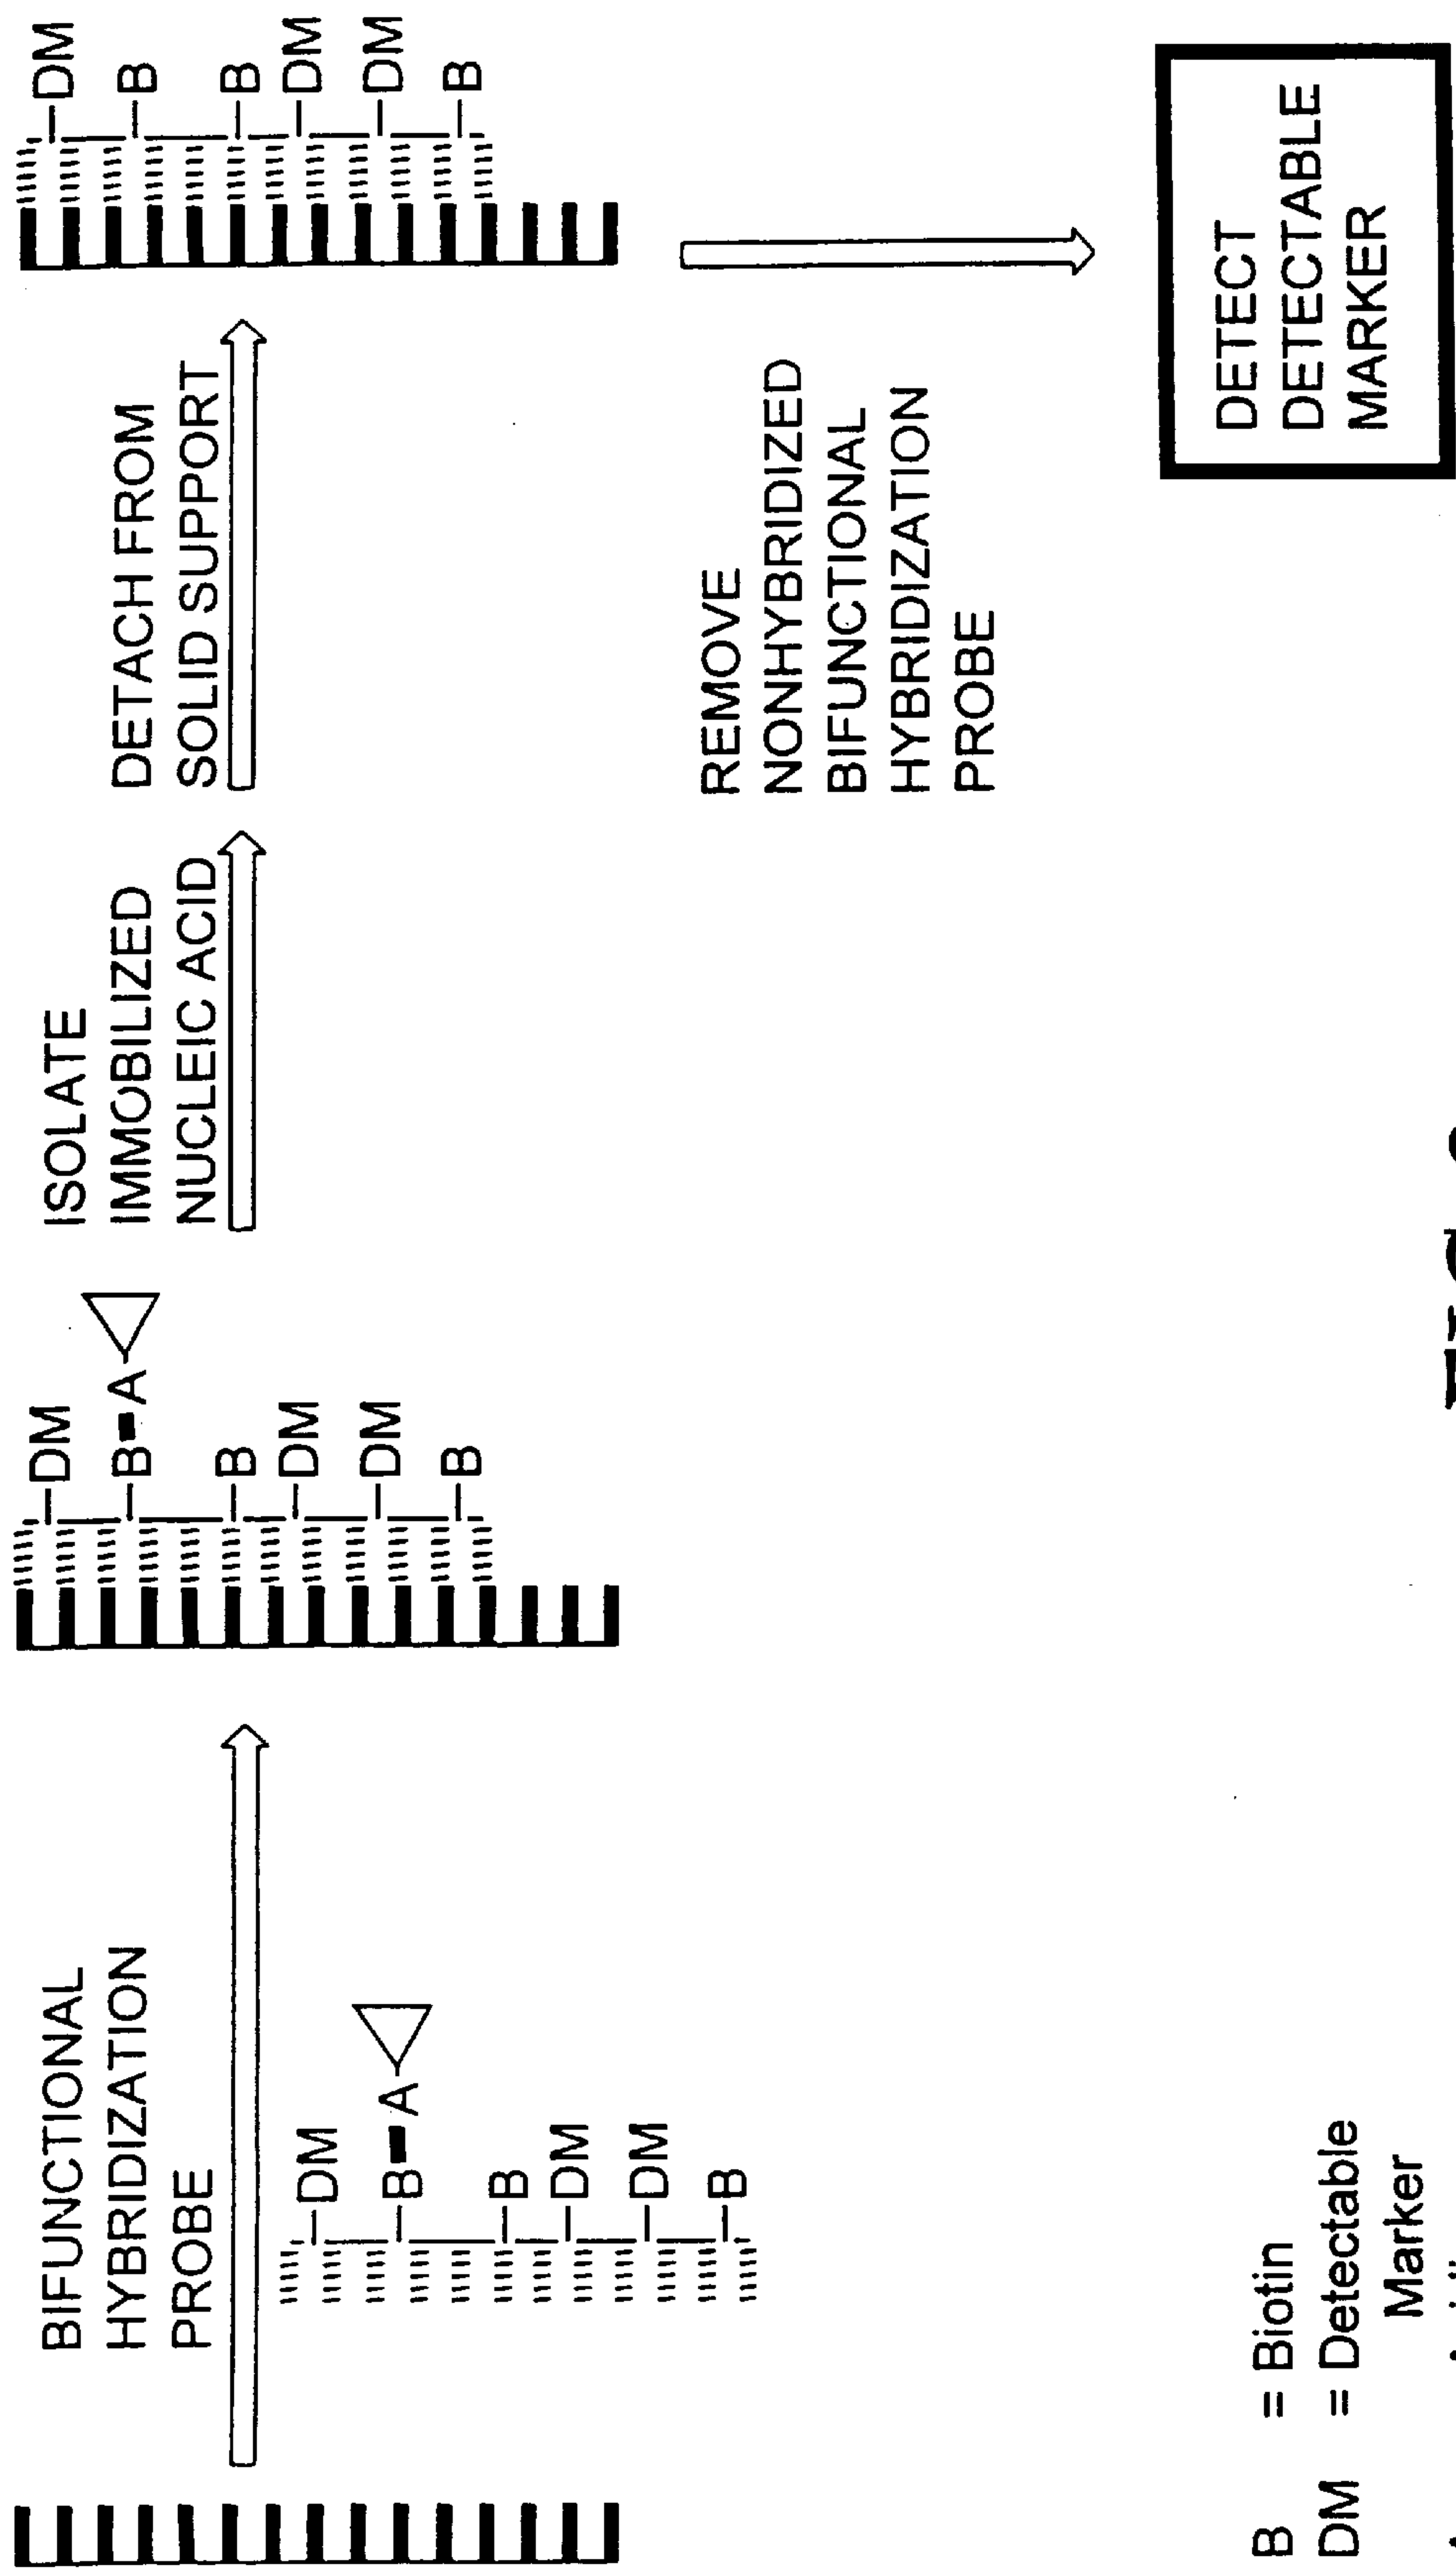 BIFUNCTIONAL
HYBRIDIZATION
PROBE
DM
B A
B
DM
DM
B
DM
B A
B
DM
DM
B
ISOLATE
IMMOBILIZED
NUCLEIC ACID
DETACH FROM
SOLID SUPPORT
DM
B
B
DM
DM
B
REMOVE
NONHYBRIDIZED
BIFUNCTIONAL
HYBRIDIZATION
PROBE
DETECT
DETECTABLE
MARKER
B = Biotin
DM = Detectable
Marker